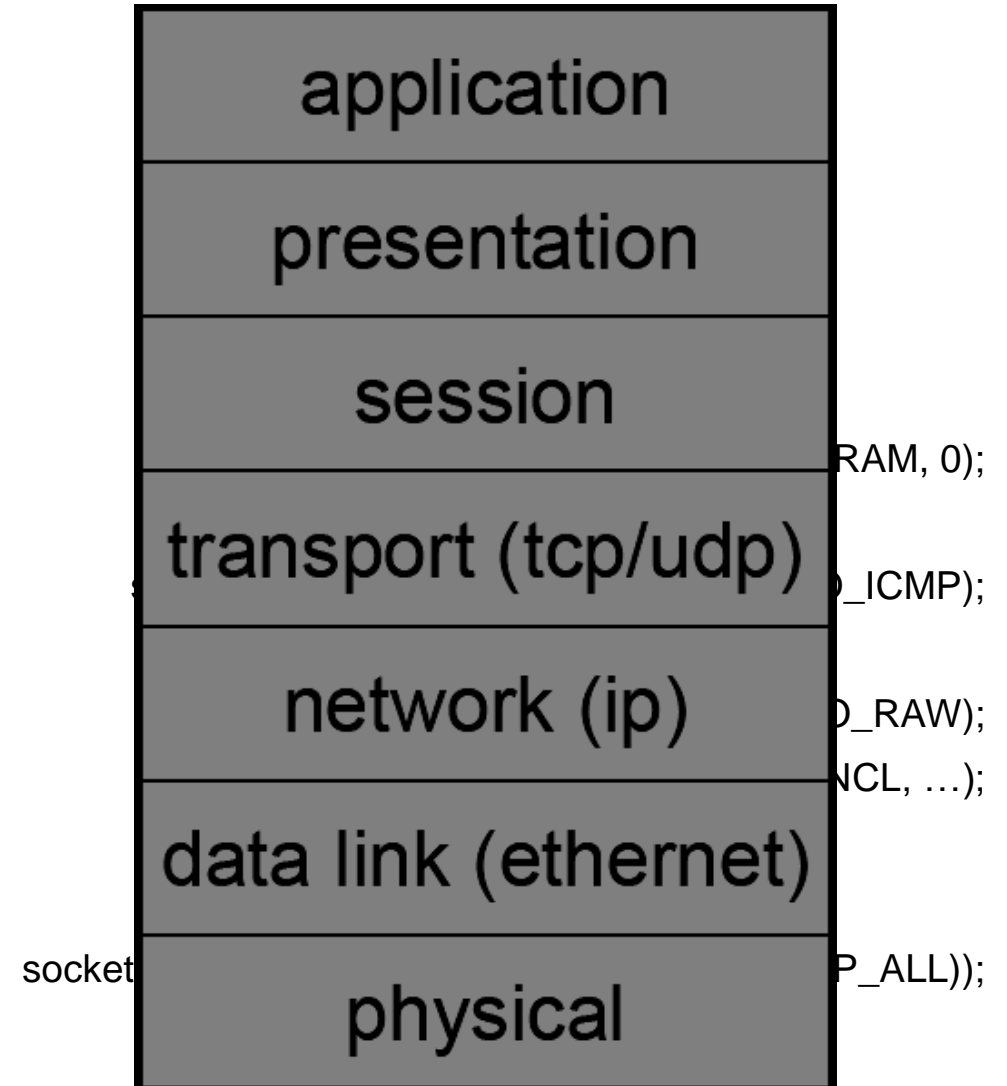 application
presentation
session
RAM, 0);
transport (tcp/udp)
_ICMP);
network (ip)
_RAW);
NCL, …);
data link (ethernet)
socket P_ALL));
physical